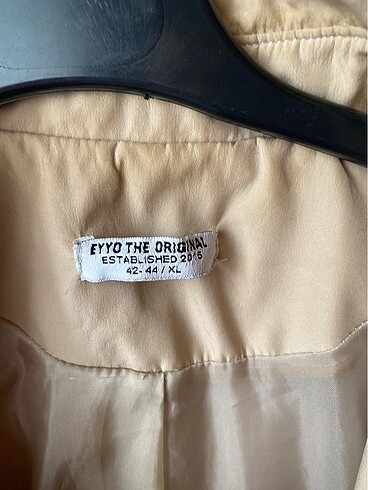 EYYO THE ORIGINAL
ESTABLISHED 2015
42-44 / XL